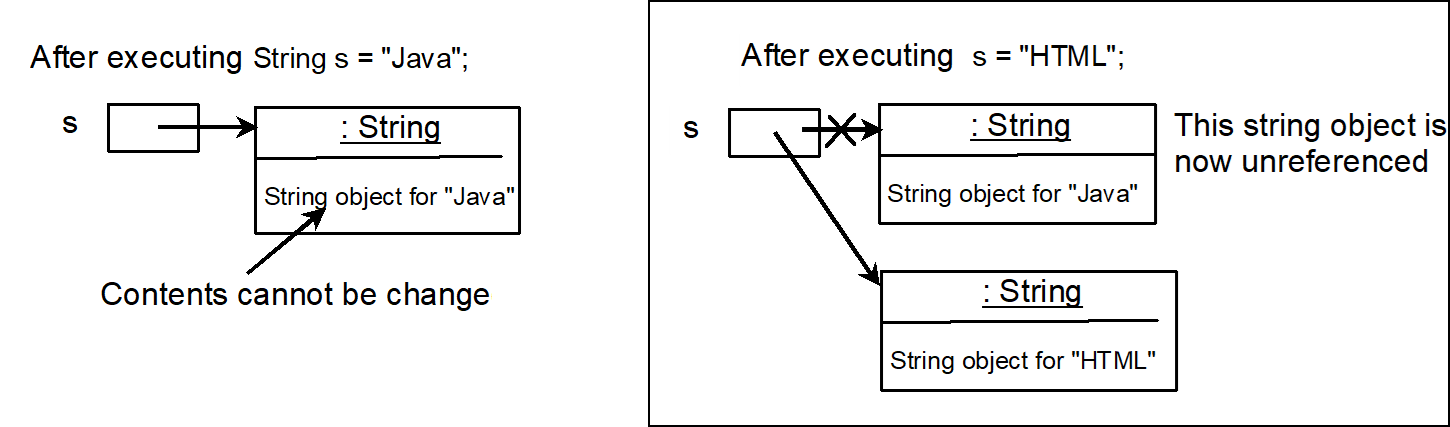 After executing String s = "Java";
s
: String
String object for "Java"
Contents cannot be change
After executing s = "HTML";
s
: String
String object for "Java"
This string object is
now unreferenced
: String
String object for "HTML"